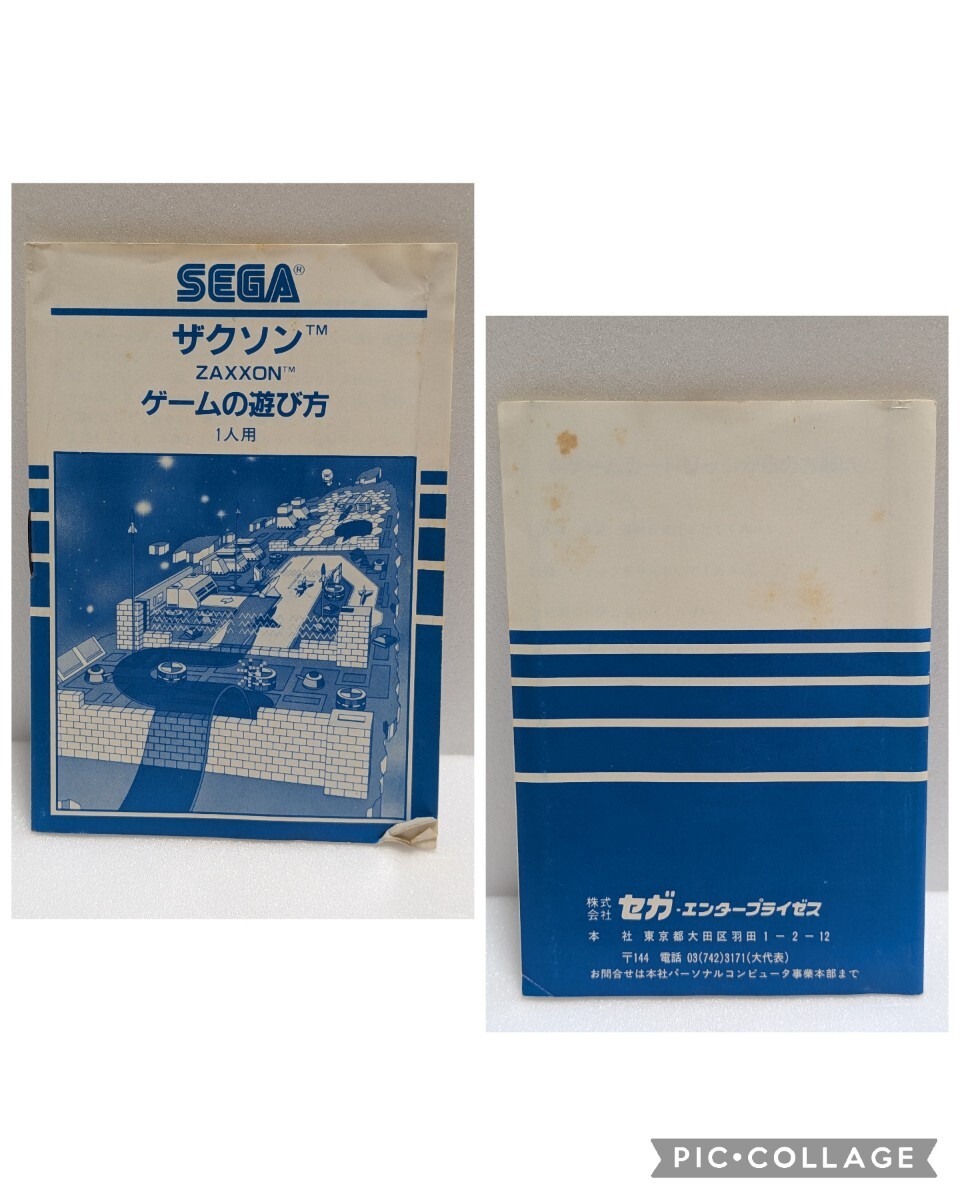 SEGA®
ザクソン™
ZAXXON™
ゲームの遊び方
1人用
株式会社 セガ・エンタープライゼス
本 社 東京都大田区羽田1-2-12
〒144 電話 03(742)3171(大代表)
お問合せは本社パーソナルコンピュータ事業本部まで
PIC•COLLAGE